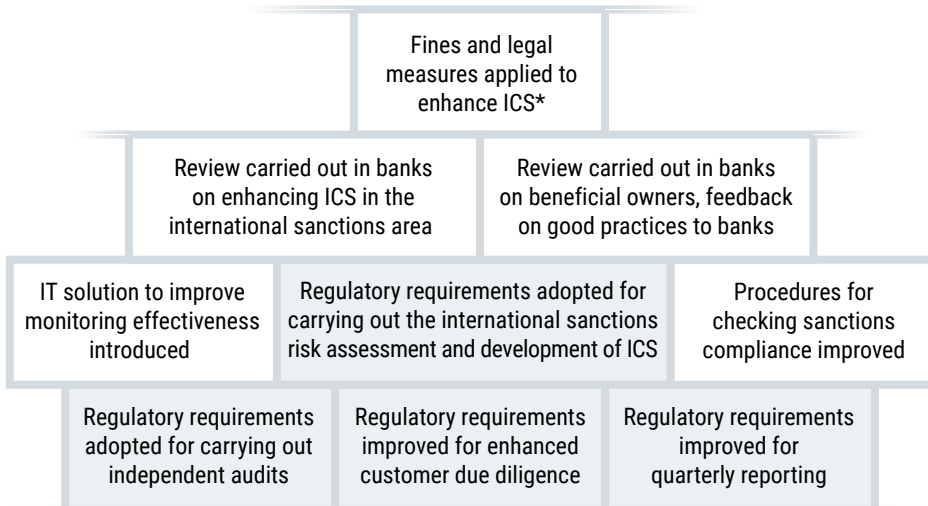 Fines and legal
measures applied to
enhance ICS*
Review carried out in banks
on enhancing ICS in the
international sanctions area
Review carried out in banks
on beneficial owners, feedback
on good practices to banks
IT solution to improve
monitoring effectiveness
introduced
Regulatory requirements adopted for
carrying out the international sanctions
risk assessment and development of ICS
Procedures for
checking sanctions
compliance improved
Regulatory requirements
adopted for carrying out
independent audits
Regulatory requirements
improved for enhanced
customer due diligence
Regulatory requirements
improved for
quarterly reporting